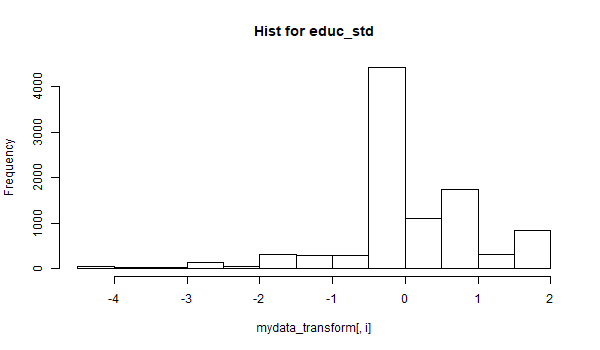 Hist for educ_std
Frequency
4000
3000
2000
1000
0
-4 -3 -2 -1 0 1 2
mydata_transform[, i]